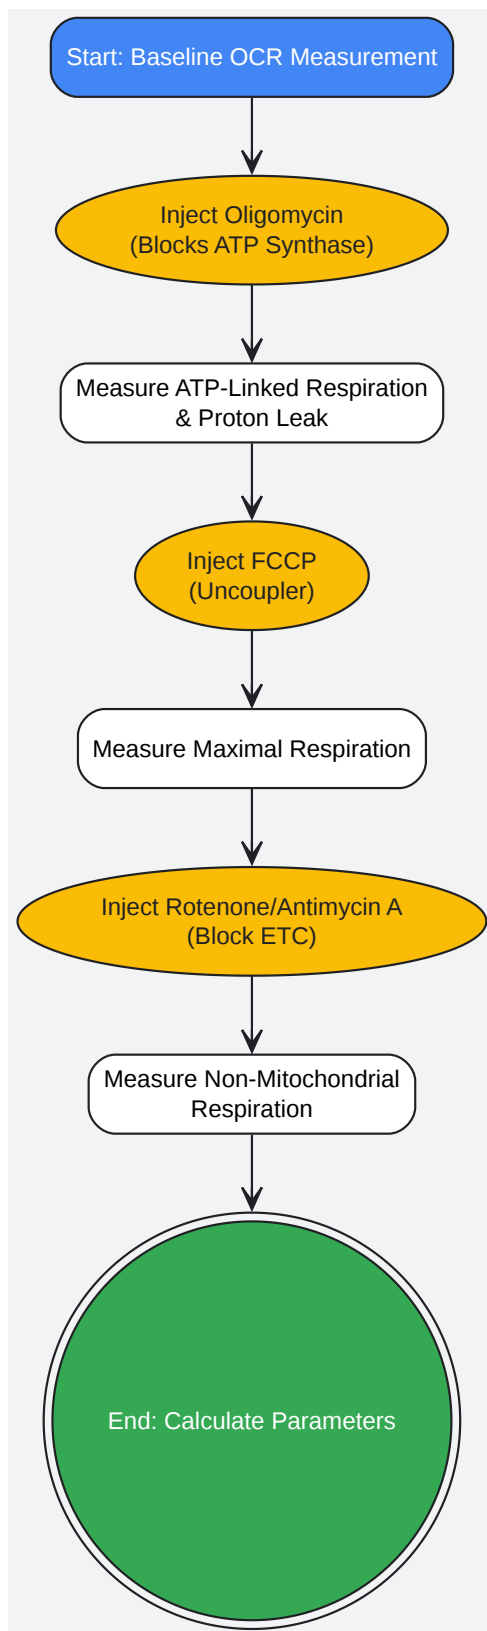 Start: Baseline OCR Measurement
Inject Oligomycin
(Blocks ATP Synthase)
Measure ATP-Linked Respiration
& Proton Leak
Inject FCCP
(Uncoupler)
Measure Maximal Respiration
Inject Rotenone/Antimycin A
(Block ETC)
Measure Non-Mitochondrial
Respiration
End: Calculate Parameters